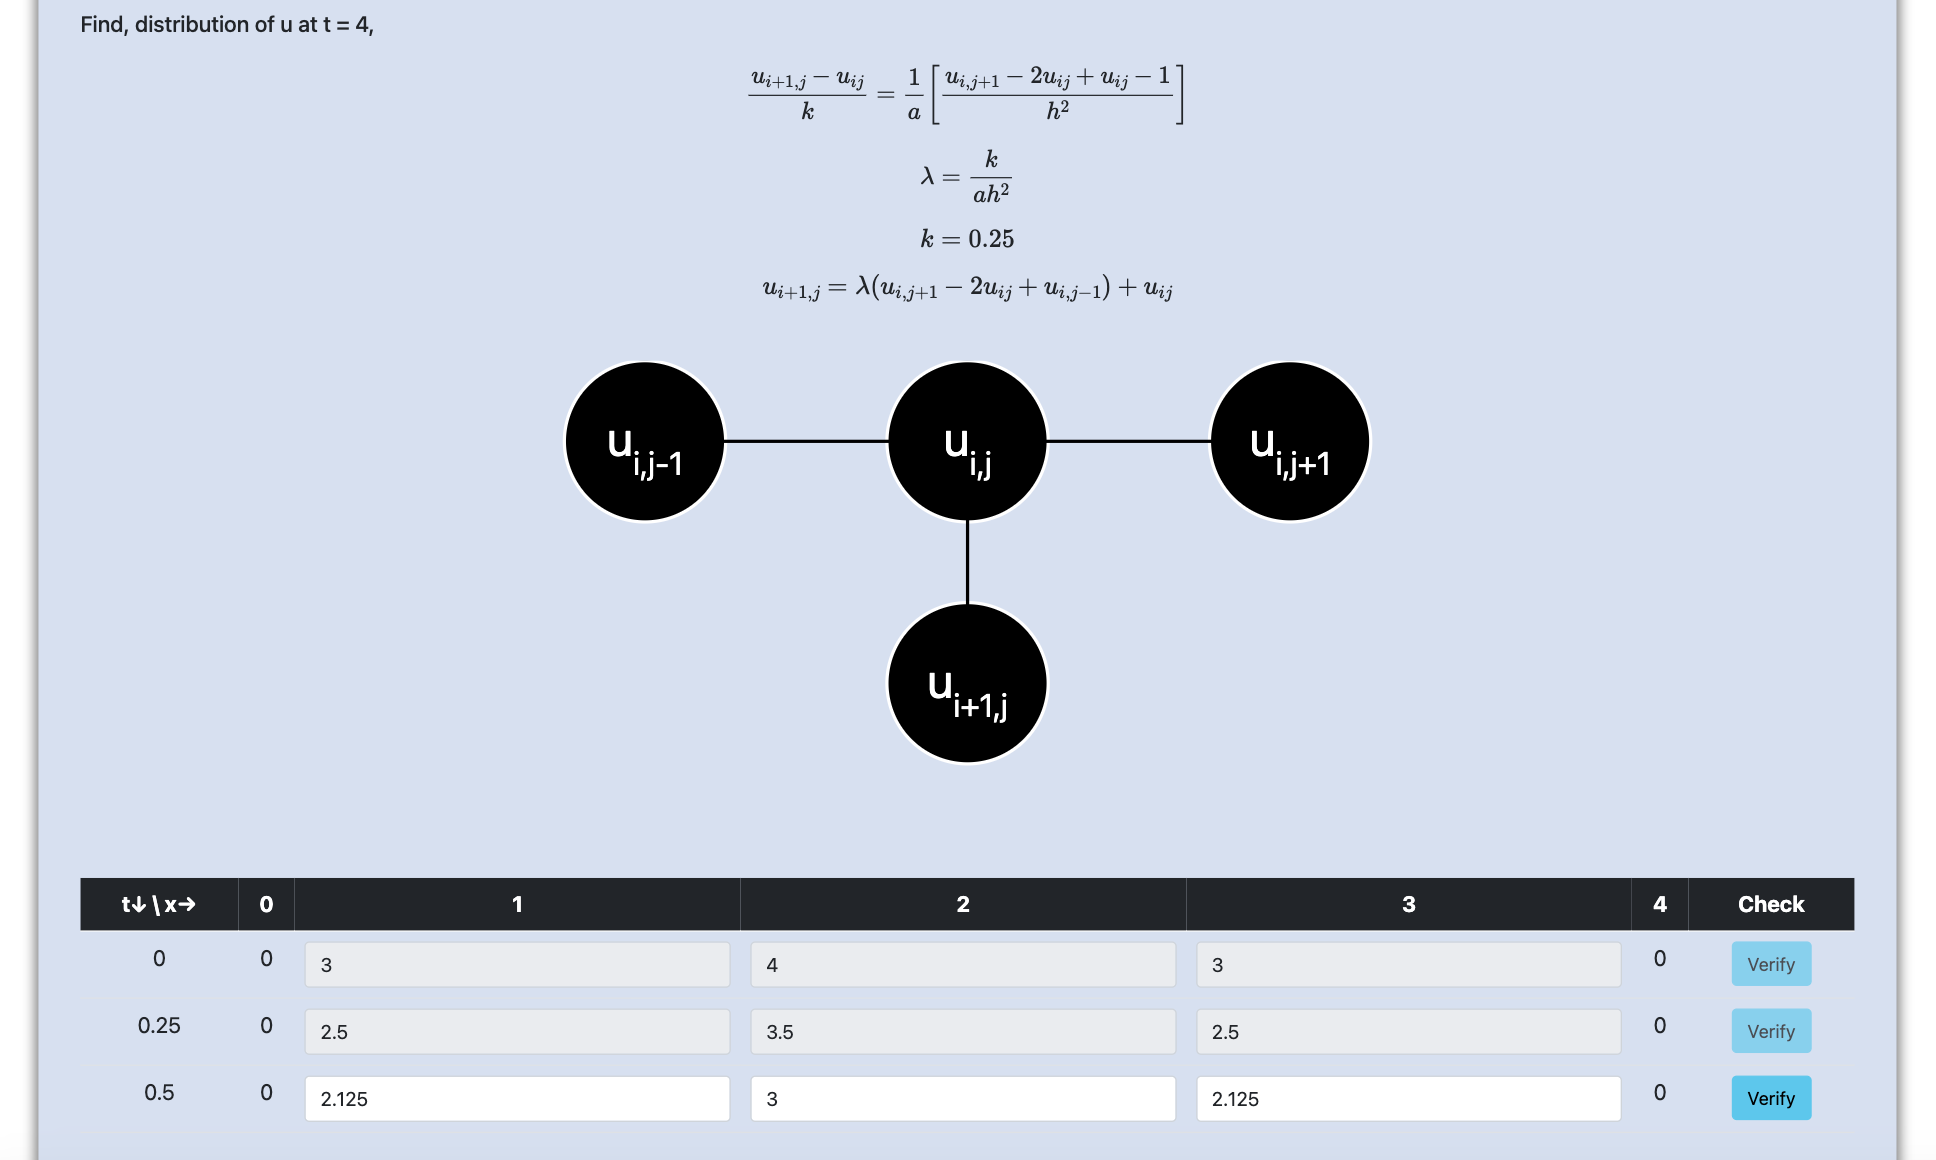 Find, distribution of u at t = 4,
\frac{u_{i+1,j} - u_{ij}}{k} = \frac{1}{a} \left[ \frac{u_{i,j+1} - 2u_{ij} + u_{ij} - 1}{h^2} \right]
λ = \frac{k}{ah^2}
k = 0.25
u_{i+1,j} = λ(u_{i,j+1} - 2u_{ij} + u_{i,j-1}) + u_{ij}
u_{i,j-1} u_{i,j} u_{i,j+1}
u_{i+1,j}
t↓\x→ 0 1 2 3 4 Check
0 0 3 4 3 0 Verify
0.25 0 2.5 3.5 2.5 0 Verify
0.5 0 2.125 3 2.125 0 Verify